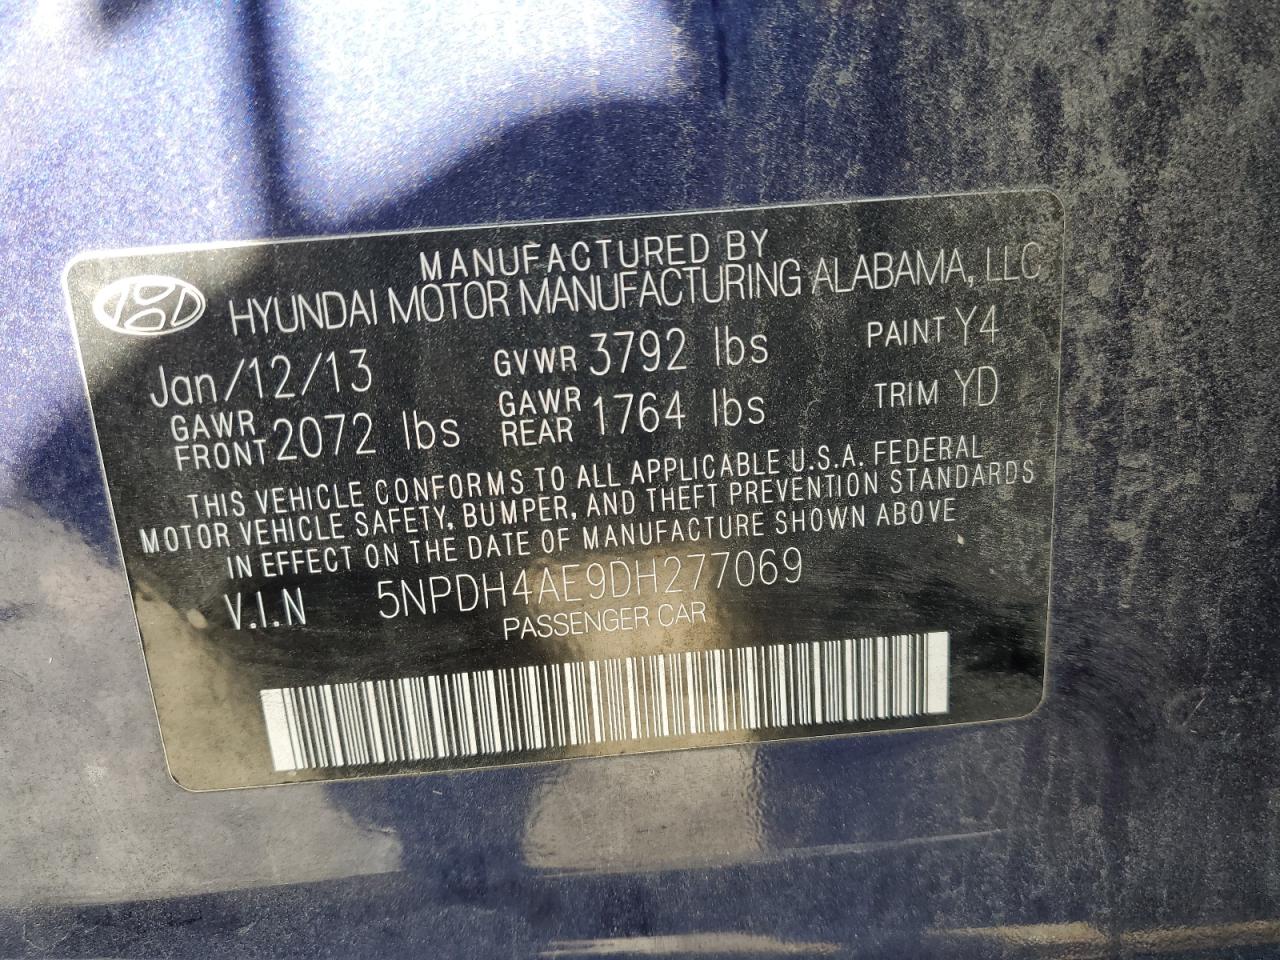 MANUFACTURED BY
HYUNDAI MOTOR MANUFACTURING ALABAMA, LLC
Jan/12/13 GVWR 3792 lbs PAINT Y4
GAWR FRONT 2072 lbs GAWR REAR 1764 lbs TRIM YD
THIS VEHICLE CONFORMS TO ALL APPLICABLE U.S.A. FEDERAL
MOTOR VEHICLE SAFETY, BUMPER, AND THEFT PREVENTION STANDARDS
IN EFFECT ON THE DATE OF MANUFACTURE SHOWN ABOVE
V.I.N 5NPDH4AE9DH277069
PASSENGER CAR